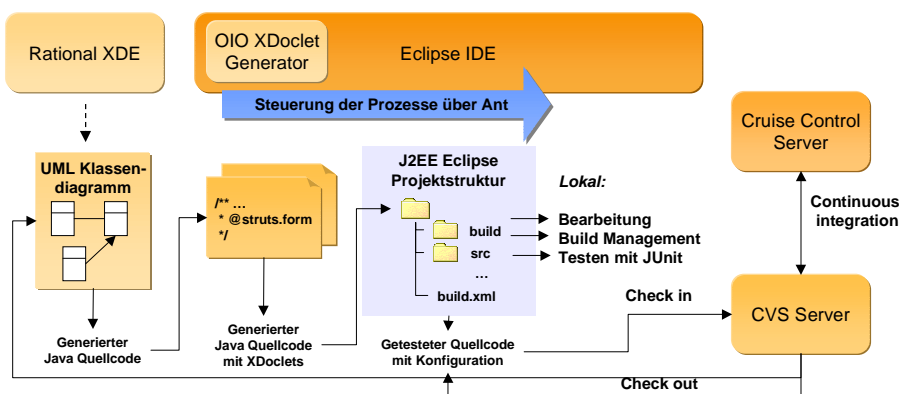 Rational XDE
OIO XDoclet
Generator
Eclipse IDE
Steuerung der Prozesse über Ant
UML Klassen-
diagramm
/** ...
* @struts.form
*/
J2EE Eclipse
Projektstruktur
build
src
...
build.xml
Lokal:
Bearbeitung
Build Management
Testen mit JUnit
Cruise Control
Server
Continuous
integration
Check in
CVS Server
Generierter
Java Quellcode
Generierter
Java Quellcode
mit XDoclets
Getesteter Quellcode
mit Konfiguration
Check out